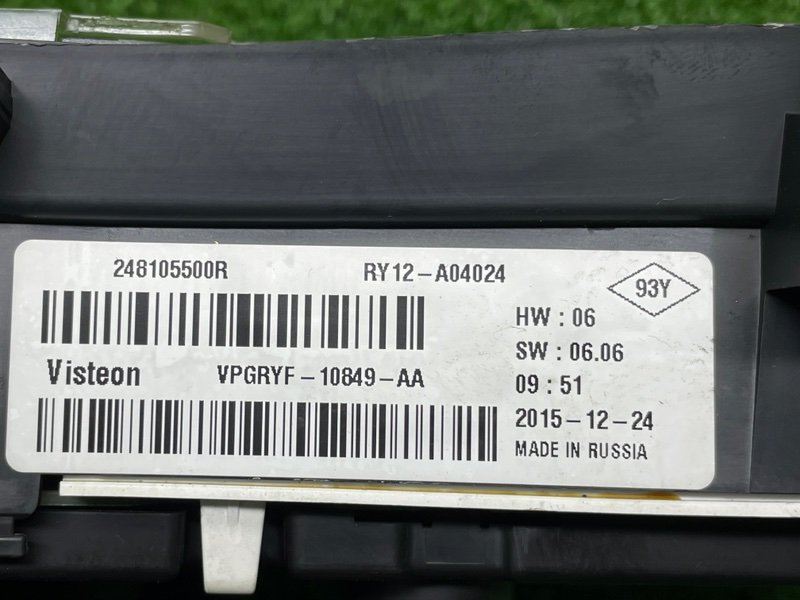 248105500R RY12-A04024
93Y
HW : 06
SW : 06.06
Visteon VPGRYF-10849-AA
09 : 51
2015-12-24
MADE IN RUSSIA